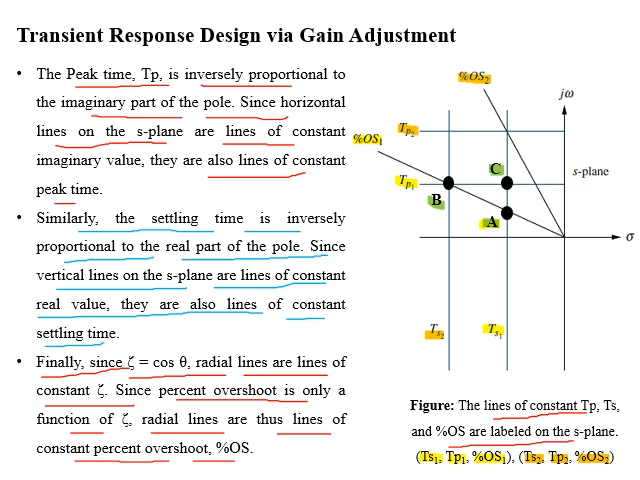 Transient Response Design via Gain Adjustment
• The Peak time, Tp, is inversely proportional to
the imaginary part of the pole. Since horizontal
lines on the s-plane are lines of constant
imaginary value, they are also lines of constant
peak time.
• Similarly, the settling time is inversely
proportional to the real part of the pole. Since
vertical lines on the s-plane are lines of constant
real value, they are also lines of constant
settling time.
• Finally, since ζ = cos θ, radial lines are lines of
constant ζ. Since percent overshoot is only a
function of ζ, radial lines are thus lines of
constant percent overshoot, %OS.
%OS₂
jω
Tp₂
%OS₁
C
s-plane
Tp₁
B
A
σ
Ts₂
Ts₁
Figure: The lines of constant Tp, Ts,
and %OS are labeled on the s-plane.
(Ts₁, Tp₁, %OS₁), (Ts₂, Tp₂, %OS₂)